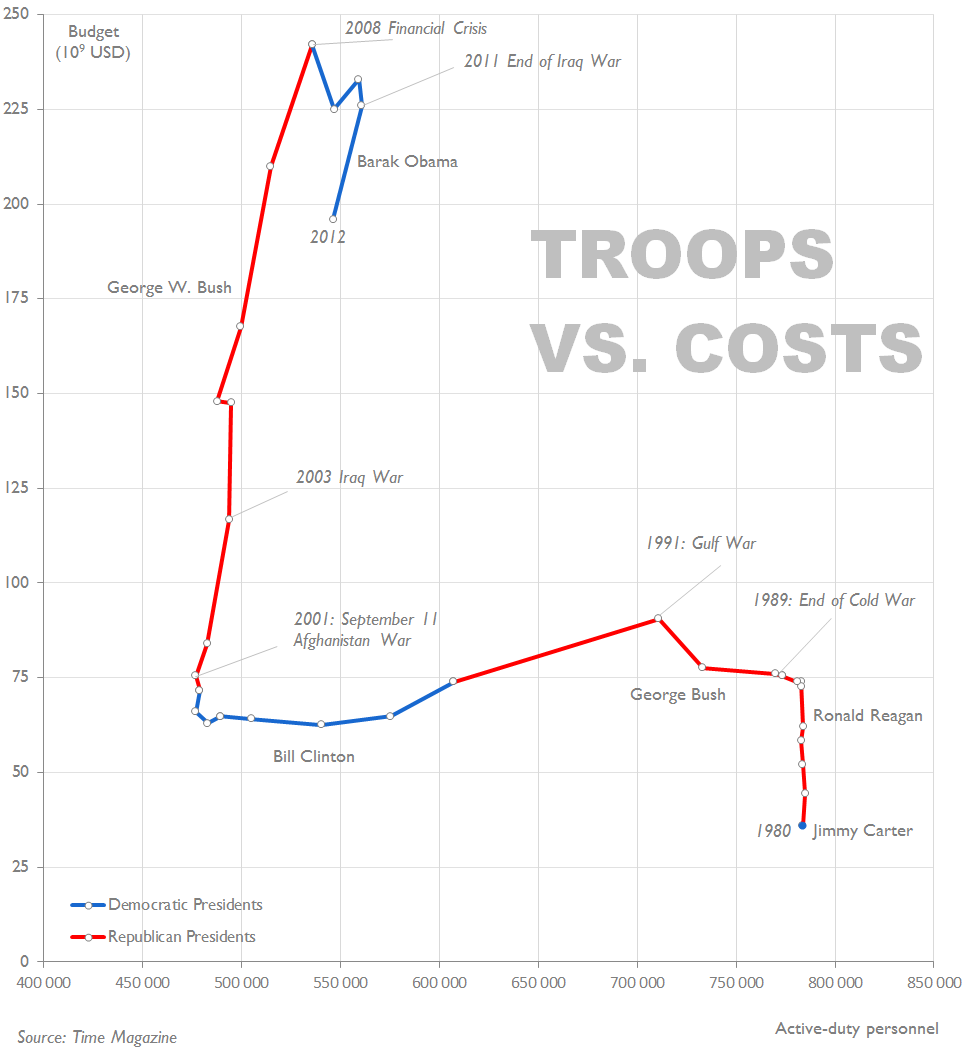 250
Budget
(10⁹ USD)
2008 Financial Crisis
2011 End of Iraq War
225
Barak Obama
200
2012
TROOPS
VS. COSTS
George W. Bush
175
150
2003 Iraq War
125
1991: Gulf War
100
1989: End of Cold War
2001: September 11
Afghanistan War
75
George Bush
Ronald Reagan
Bill Clinton
50
1980
Jimmy Carter
25
Democratic Presidents
Republican Presidents
0
400 000 450 000 500 000 550 000 600 000 650 000 700 000 750 000 800 000 850 000
Active-duty personnel
Source: Time Magazine